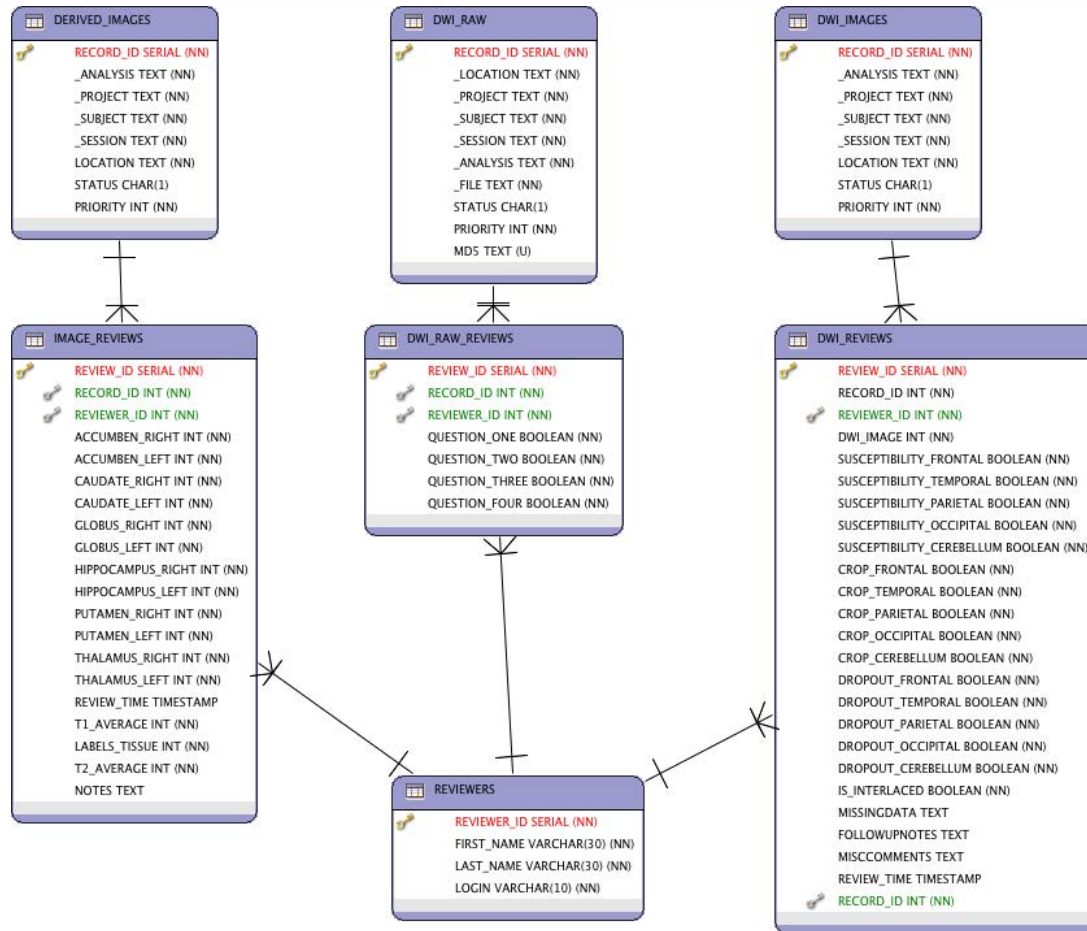 DERIVED_IMAGES
RECORD_ID SERIAL (NN)
_ANALYSIS TEXT (NN)
_PROJECT TEXT (NN)
_SUBJECT TEXT (NN)
_SESSION TEXT (NN)
LOCATION TEXT (NN)
STATUS CHAR(1)
PRIORITY INT (NN)
DWI_RAW
RECORD_ID SERIAL (NN)
_LOCATION TEXT (NN)
_PROJECT TEXT (NN)
_SUBJECT TEXT (NN)
_SESSION TEXT (NN)
_ANALYSIS TEXT (NN)
_FILE TEXT (NN)
STATUS CHAR(1)
PRIORITY INT (NN)
MD5 TEXT (U)
DWI_IMAGES
RECORD_ID SERIAL (NN)
_ANALYSIS TEXT (NN)
_PROJECT TEXT (NN)
_SUBJECT TEXT (NN)
_SESSION TEXT (NN)
LOCATION TEXT (NN)
STATUS CHAR(1)
PRIORITY INT (NN)
IMAGE_REVIEWS
REVIEW_ID SERIAL (NN)
RECORD_ID INT (NN)
REVIEWER_ID INT (NN)
ACCUMBEN_RIGHT INT (NN)
ACCUMBEN_LEFT INT (NN)
CAUDATE_RIGHT INT (NN)
CAUDATE_LEFT INT (NN)
GLOBUS_RIGHT INT (NN)
GLOBUS_LEFT INT (NN)
HIPPOCAMPUS_RIGHT INT (NN)
HIPPOCAMPUS_LEFT INT (NN)
PUTAMEN_RIGHT INT (NN)
PUTAMEN_LEFT INT (NN)
THALAMUS_RIGHT INT (NN)
THALAMUS_LEFT INT (NN)
REVIEW_TIME TIMESTAMP
T1_AVERAGE INT (NN)
LABELS_TISSUE INT (NN)
T2_AVERAGE INT (NN)
NOTES TEXT
DWI_RAW_REVIEWS
REVIEW_ID SERIAL (NN)
RECORD_ID INT (NN)
REVIEWER_ID INT (NN)
QUESTION_ONE BOOLEAN (NN)
QUESTION_TWO BOOLEAN (NN)
QUESTION_THREE BOOLEAN (NN)
QUESTION_FOUR BOOLEAN (NN)
DWI_REVIEWS
REVIEW_ID SERIAL (NN)
RECORD_ID INT (NN)
REVIEWER_ID INT (NN)
DWI_IMAGE INT (NN)
SUSCEPTIBILITY_FRONTAL BOOLEAN (NN)
SUSCEPTIBILITY_TEMPORAL BOOLEAN (NN)
SUSCEPTIBILITY_PARIETAL BOOLEAN (NN)
SUSCEPTIBILITY_OCCIPITAL BOOLEAN (NN)
SUSCEPTIBILITY_CEREBELLUM BOOLEAN (NN)
CROP_FRONTAL BOOLEAN (NN)
CROP_TEMPORAL BOOLEAN (NN)
CROP_PARIETAL BOOLEAN (NN)
CROP_OCCIPITAL BOOLEAN (NN)
CROP_CEREBELLUM BOOLEAN (NN)
DROPOUT_FRONTAL BOOLEAN (NN)
DROPOUT_TEMPORAL BOOLEAN (NN)
DROPOUT_PARIETAL BOOLEAN (NN)
DROPOUT_OCCIPITAL BOOLEAN (NN)
DROPOUT_CEREBELLUM BOOLEAN (NN)
IS_INTERLACED BOOLEAN (NN)
MISSINGDATA TEXT
FOLLOWUPNOTES TEXT
MISCCOMMENTS TEXT
REVIEW_TIME TIMESTAMP
RECORD_ID INT (NN)
REVIEWERS
REVIEWER_ID SERIAL (NN)
FIRST_NAME VARCHAR(30) (NN)
LAST_NAME VARCHAR(30) (NN)
LOGIN VARCHAR(10) (NN)